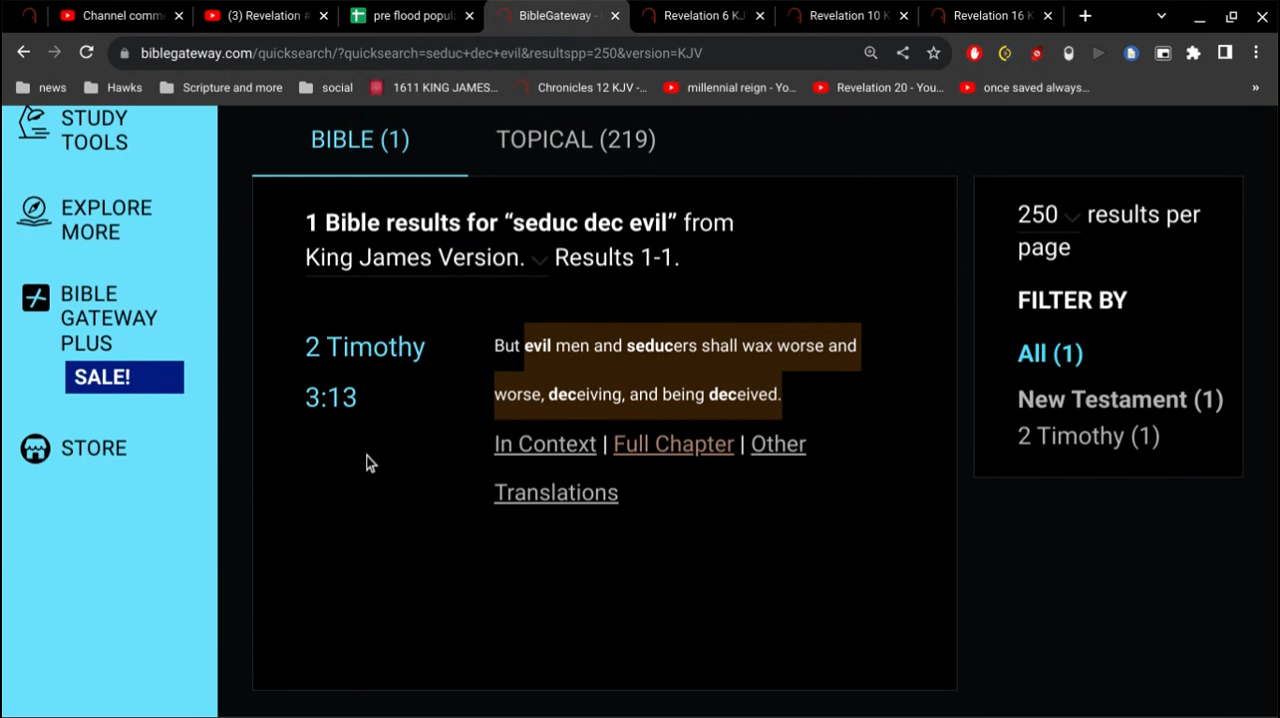 Channel comm
(3) Revelation
pre flood popul
BibleGateway -
Revelation 6 KJ
Revelation 10 K
Revelation 16 K
biblegateway.com/quicksearch/?quicksearch=seduc+dec+evil&resultspp=250&version=KJV
news
Hawks
Scripture and more
social
1611 KING JAMES...
Chronicles 12 KJV -...
millennial reign - Yo...
Revelation 20 - You...
once saved always...
»
STUDY
TOOLS
EXPLORE
MORE
BIBLE
GATEWAY
PLUS
SALE!
STORE
BIBLE (1)
TOPICAL (219)
1 Bible results for “seduc dec evil” from
King James Version. Results 1-1.
2 Timothy
3:13
But evil men and seducers shall wax worse and
worse, deceiving, and being deceived.
In Context | Full Chapter | Other
Translations
250 results per
page
FILTER BY
All (1)
New Testament (1)
2 Timothy (1)